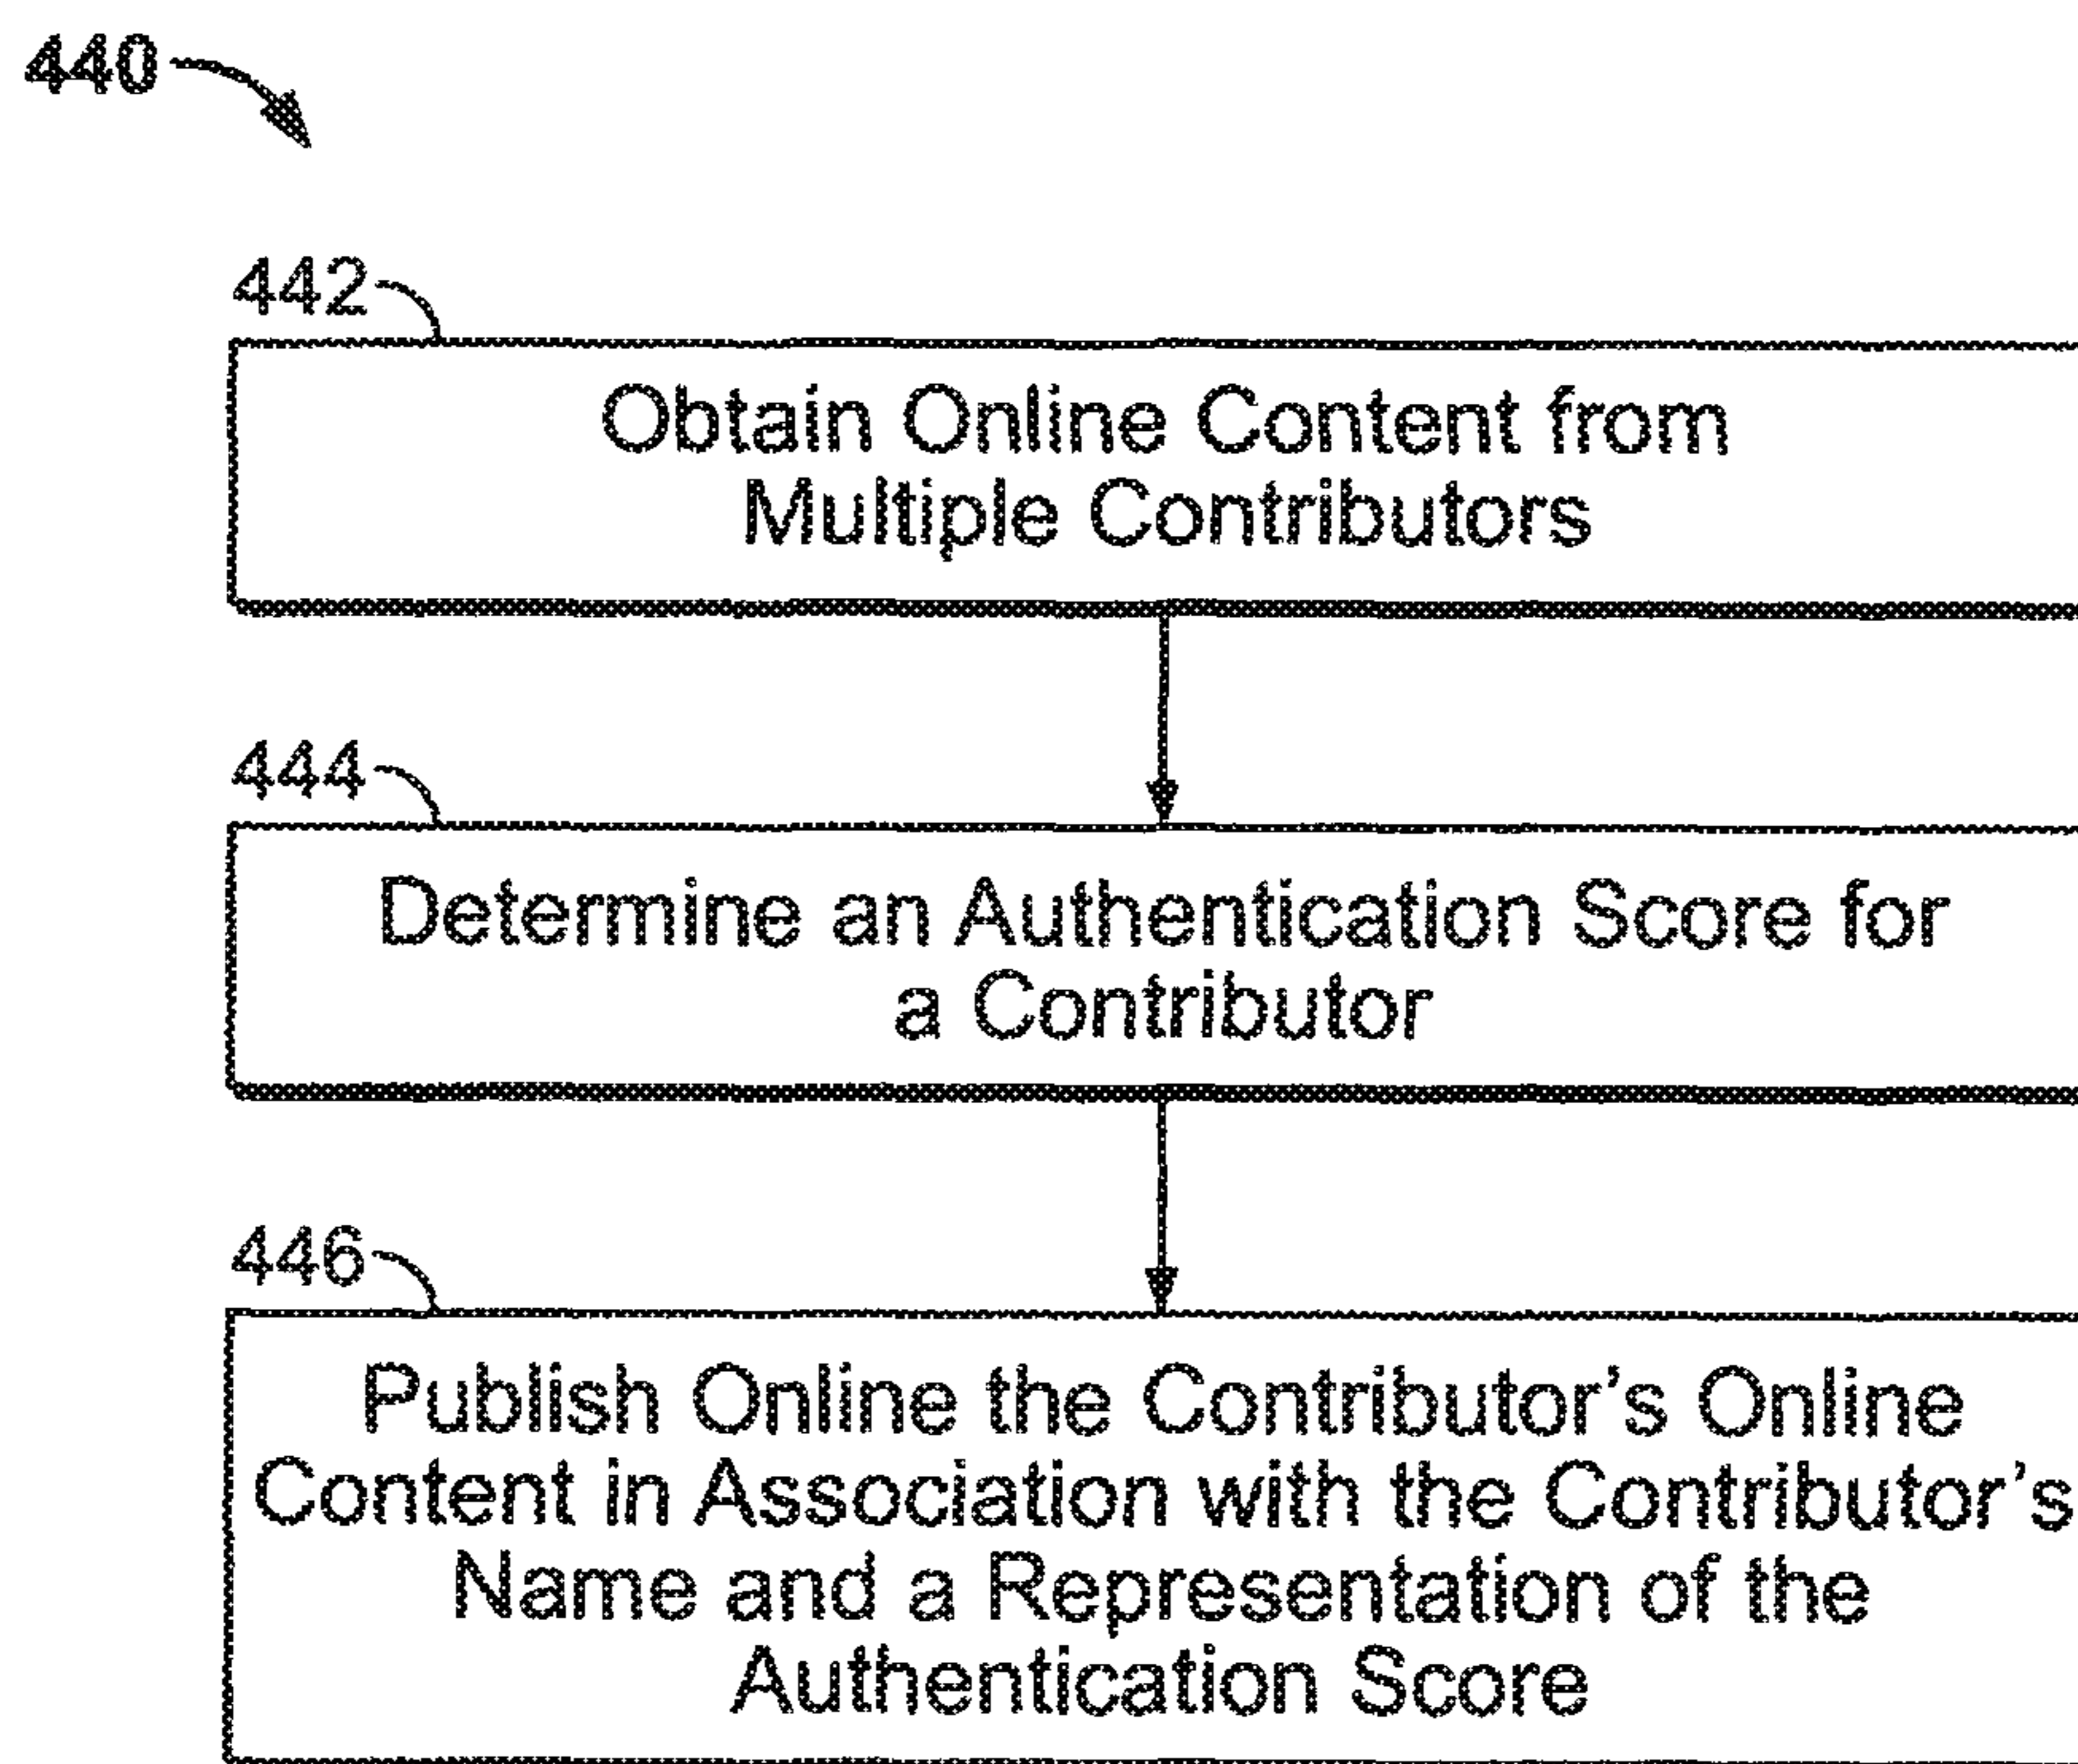 440
442
Obtain Online Content from
Multiple Contributors
444
Determine an Authentication Score for
a Contributor
446
Publish Online the Contributor's Online
Content in Association with the Contributor's
Name and a Representation of the
Authentication Score